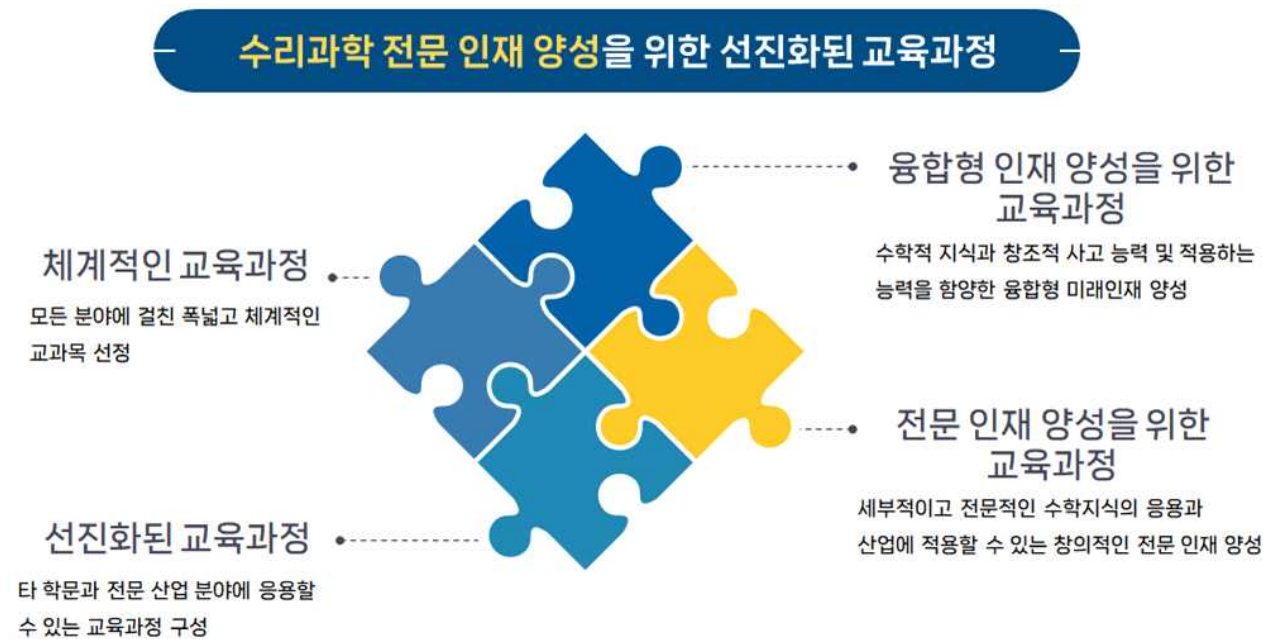 수리과학 전문 인재 양성을 위한 선진화된 교육과정
체계적인 교육과정
모든 분야에 걸친 폭넓고 체계적인
교과목 선정
융합형 인재 양성을 위한
교육과정
수학적 지식과 창조적 사고 능력 및 적용하는
능력을 함양한 융합형 미래인재 양성
선진화된 교육과정
타 학문과 전문 산업 분야에 응용할
수 있는 교육과정 구성
전문 인재 양성을 위한
교육과정
세부적이고 전문적인 수학지식의 응용과
산업에 적용할 수 있는 창의적인 전문 인재 양성